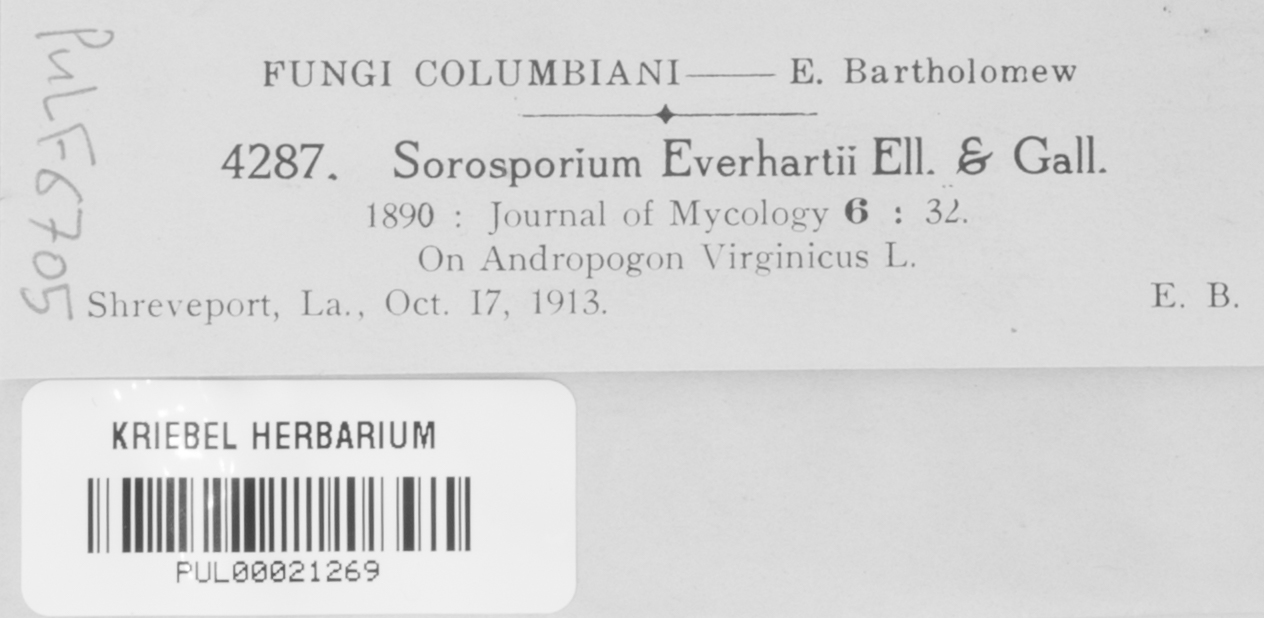 FUNGI COLUMBIANI—— E. Bartholomew
4287. Sorosporium Everhartii Ell. & Gall.
1890 : Journal of Mycology 6 : 32.
On Andropogon Virginicus L.
Shreveport, La., Oct. 17, 1913. E. B.
PulF6705
KRIEBEL HERBARIUM
PUL00021269